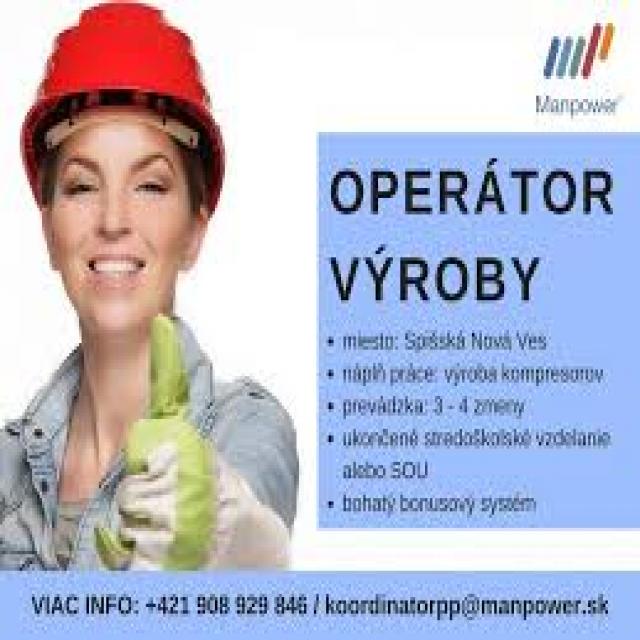 Manpower
OPERÁTOR
VÝROBY
• miesto: Spišská Nová Ves
• náplň práce: výroba kompresorov
• prevádzka: 3 - 4 zmeny
• ukončené stredoškolské vzdelanie
alebo SOU
• bohatý bonusový systém
VIAC INFO: +421 908 929 846 / koordinatorpp@manpower.sk